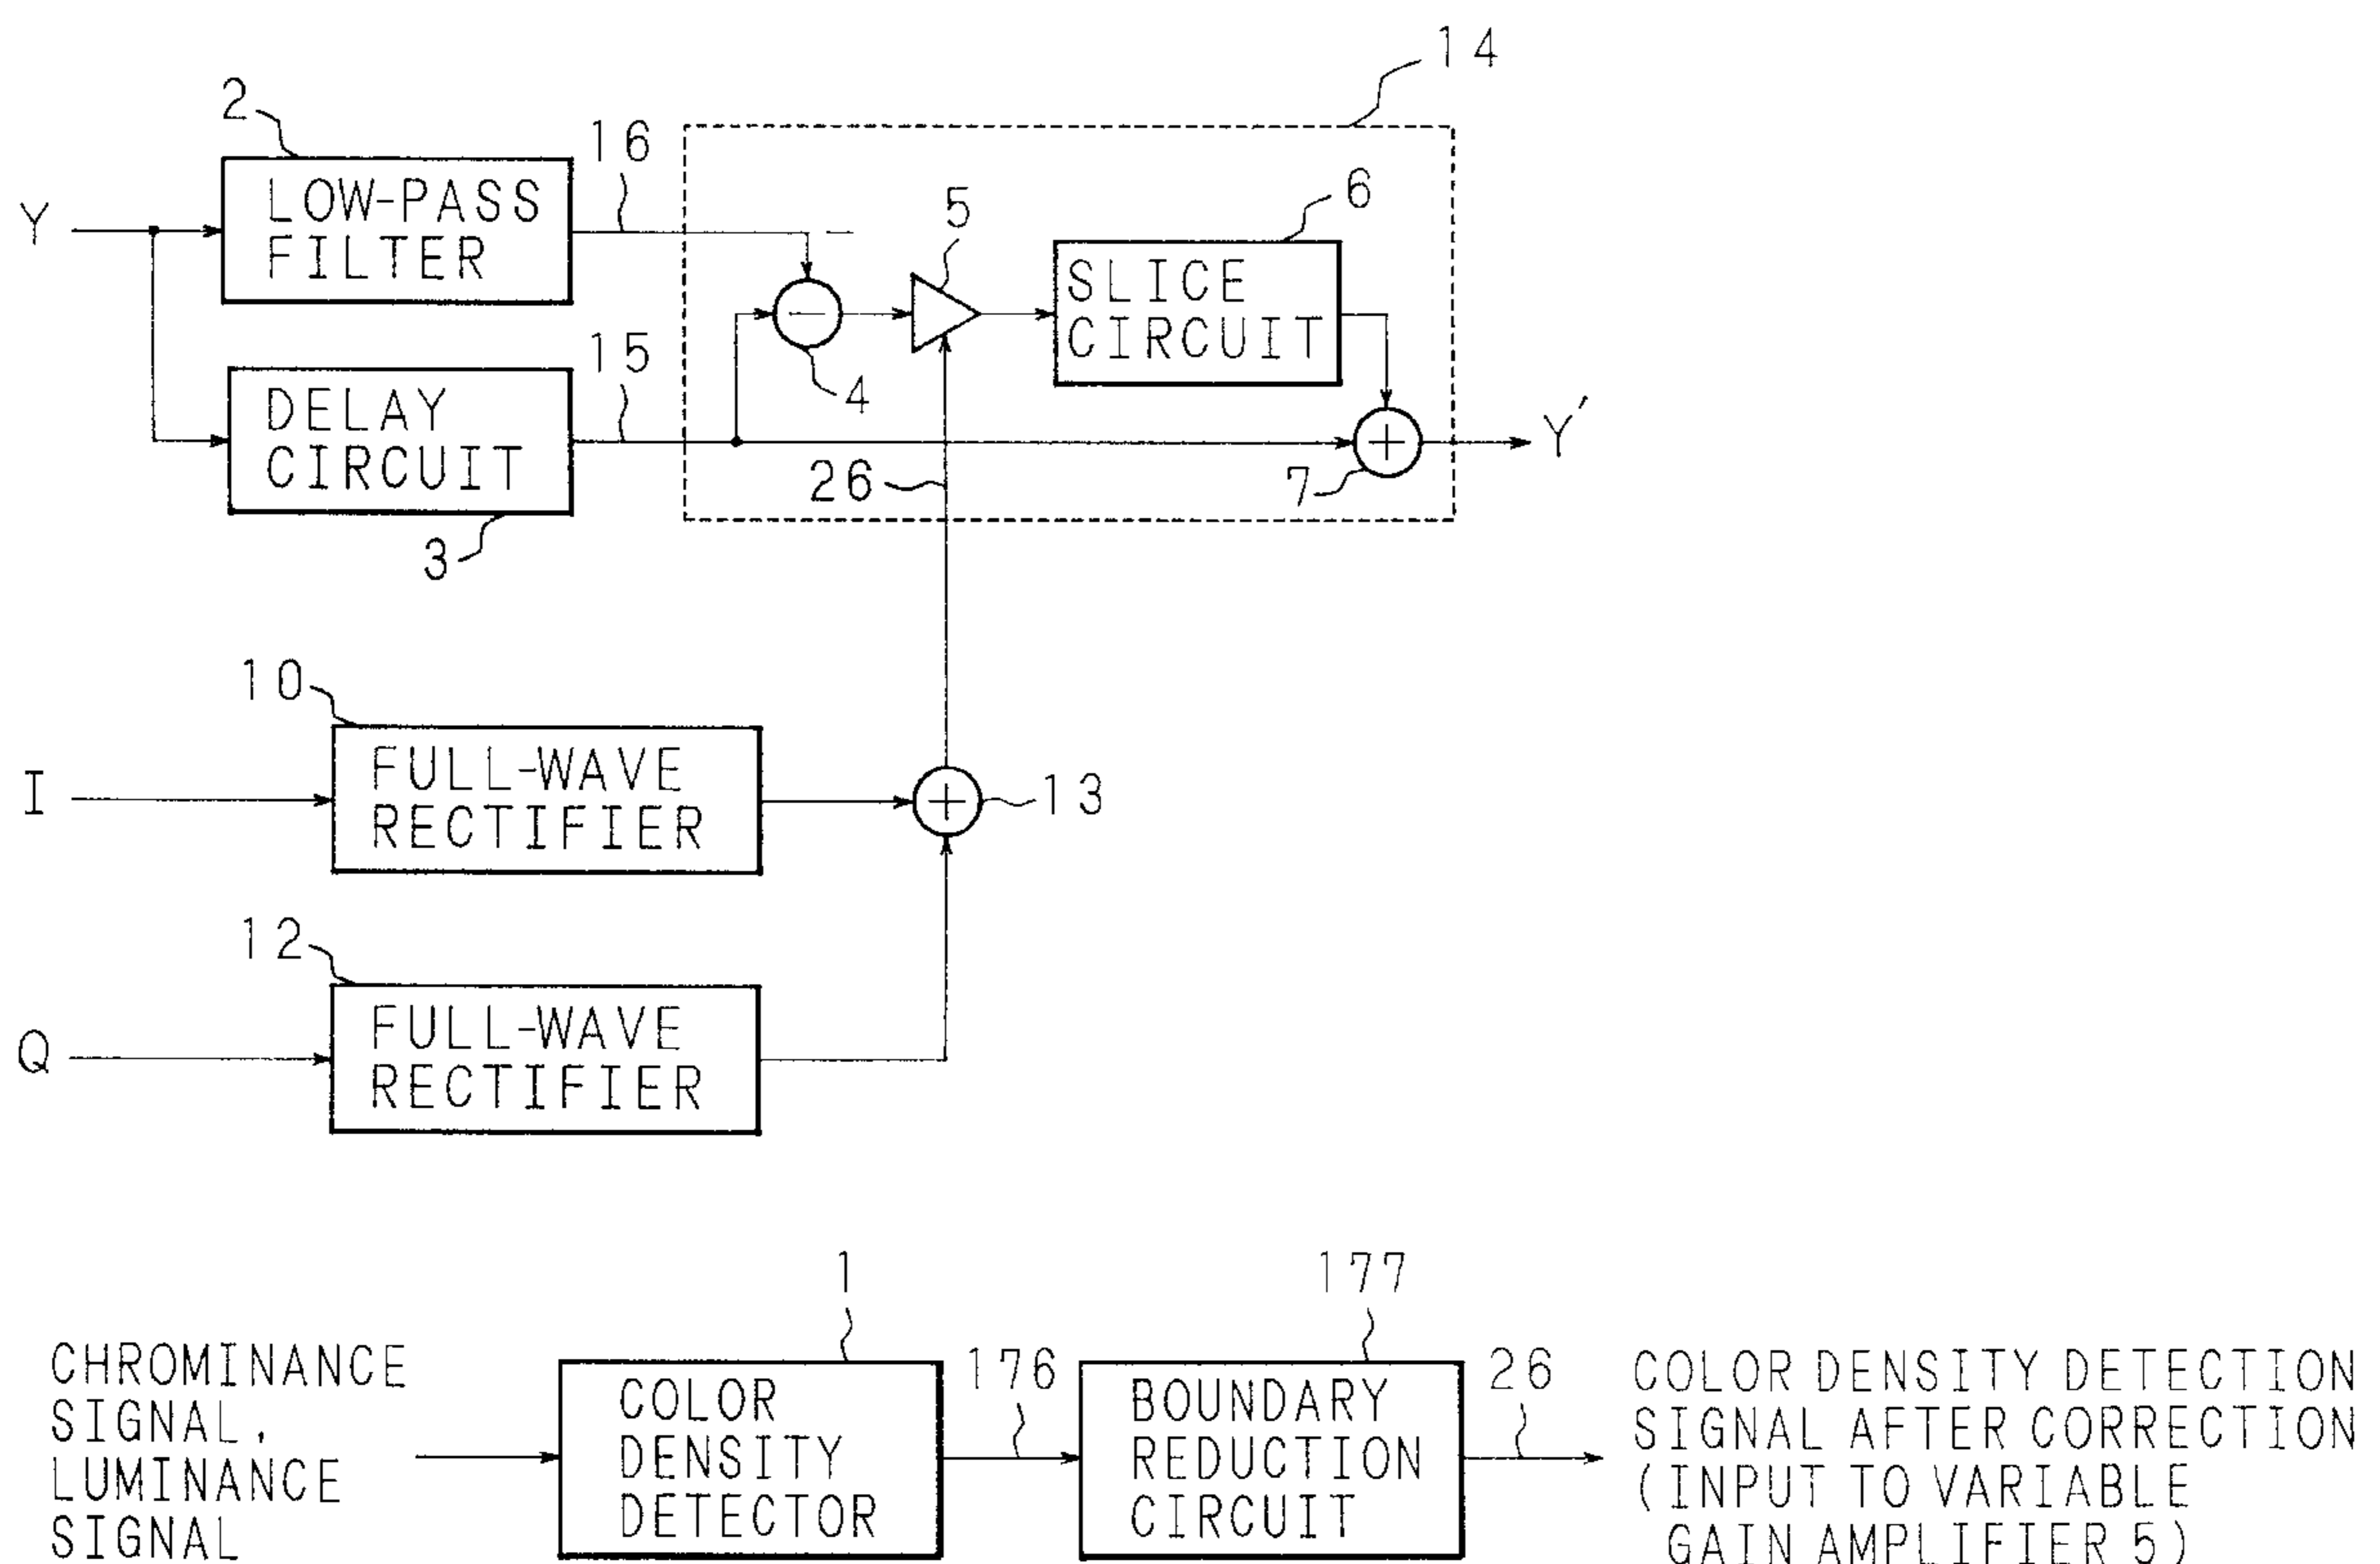 14
2
16
LOW-PASS
FILTER
Y
5
6
SLICE
CIRCUIT
−
4
15
DELAY
CIRCUIT
3
26
+
7
Y′
10
I
FULL-WAVE
RECTIFIER
+
13
12
Q
FULL-WAVE
RECTIFIER
CHROMINANCE
SIGNAL,
LUMINANCE
SIGNAL
1
COLOR
DENSITY
DETECTOR
176
177
BOUNDARY
REDUCTION
CIRCUIT
26
COLOR DENSITY DETECTION
SIGNAL AFTER CORRECTION
(INPUT TO VARIABLE
GAIN AMPLIFIER 5)